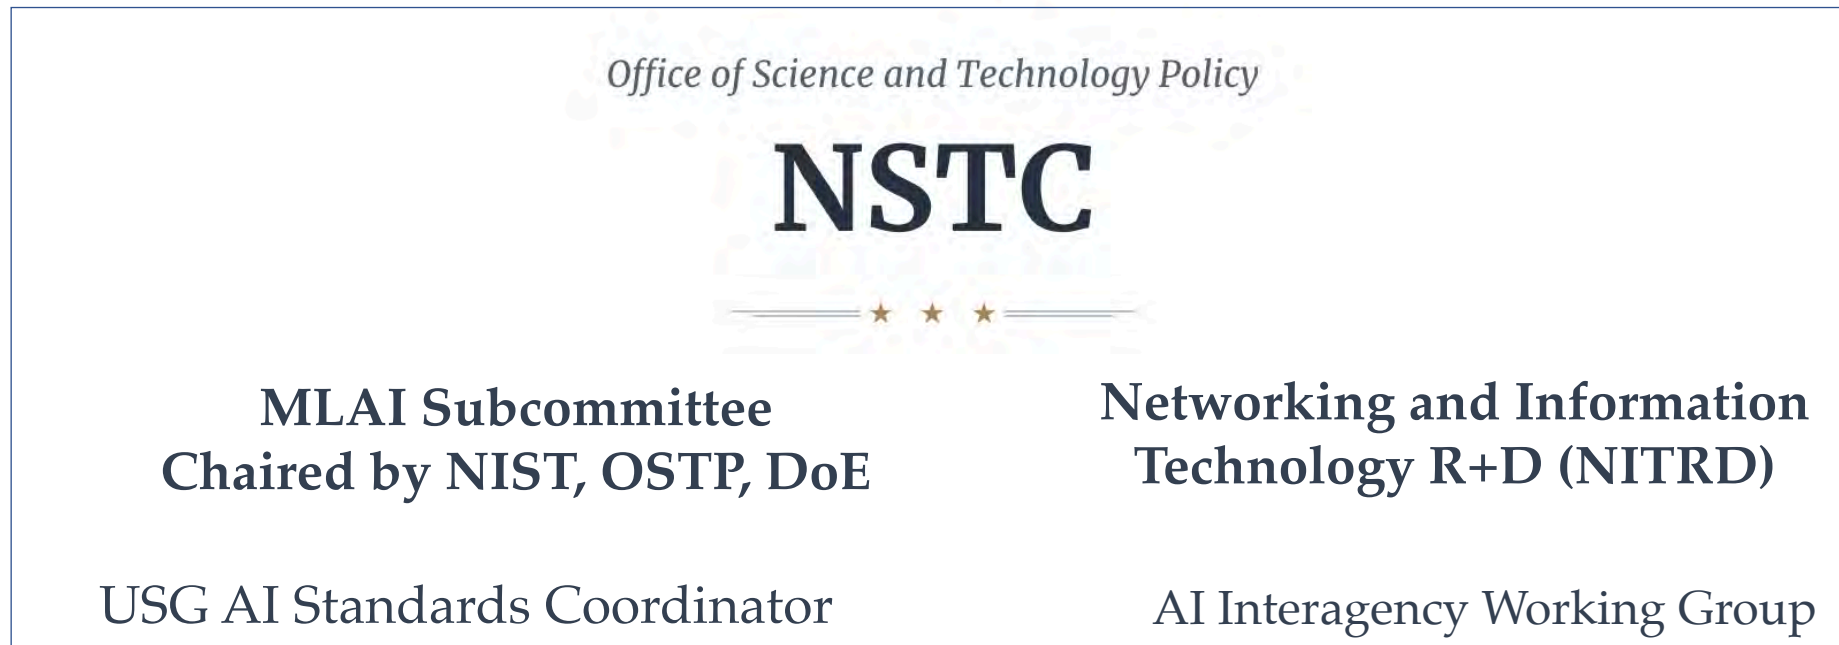 Office of Science and Technology Policy
NSTC
MLAI Subcommittee
Chaired by NIST, OSTP, DoE
USG AI Standards Coordinator
Networking and Information
Technology R+D (NITRD)
AI Interagency Working Group